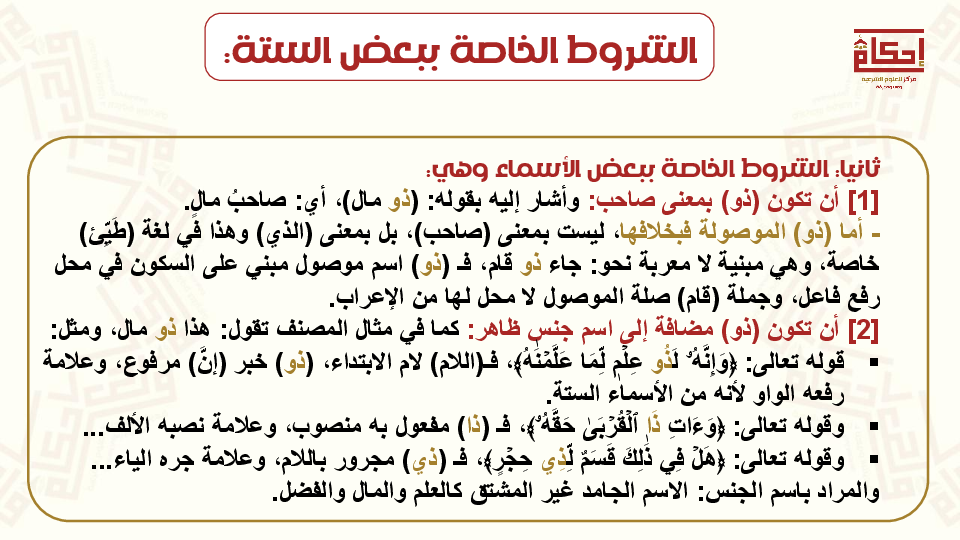 الشروط الخاصة ببعض الستة:
إحكام
مركز للعلوم الشرعية
ثانيا: الشروط الخاصة ببعض الأسماء وهي:
[1] أن تكون (ذو) بمعنى صاحب: وأشار إليه بقوله: (ذو مال)، أي: صاحبُ مالٍ.
- أما (ذو) الموصولة فبخلافها، ليست بمعنى (صاحب)، بل بمعنى (الذي) وهذا في لغة (طَيِّئ)
خاصة، وهي مبنية لا معربة نحو: جاء ذو قام، فـ (ذو) اسم موصول مبني على السكون في محل
رفع فاعل، وجملة (قام) صلة الموصول لا محل لها من الإعراب.
[2] أن تكون (ذو) مضافة إلى اسم جنس ظاهر: كما في مثال المصنف تقول: هذا ذو مال، ومثل:
▪ قوله تعالى: ﴿وَإِنَّهُۥ لَذُو عِلۡمٖ لِّمَا عَلَّمۡنَٰهُ﴾، فـ(اللام) لام الابتداء، (ذو) خبر (إنَّ) مرفوع، وعلامة
رفعه الواو لأنه من الأسماء الستة.
▪ وقوله تعالى: ﴿وَءَاتِ ذَا ٱلۡقُرۡبَىٰ حَقَّهُۥ﴾، فـ (ذا) مفعول به منصوب، وعلامة نصبه الألف...
▪ وقوله تعالى: ﴿هَلۡ فِي ذَٰلِكَ قَسَمٞ لِّذِي حِجۡرٍ﴾، فـ (ذي) مجرور باللام، وعلامة جره الياء...
والمراد باسم الجنس: الاسم الجامد غير المشتق كالعلم والمال والفضل.